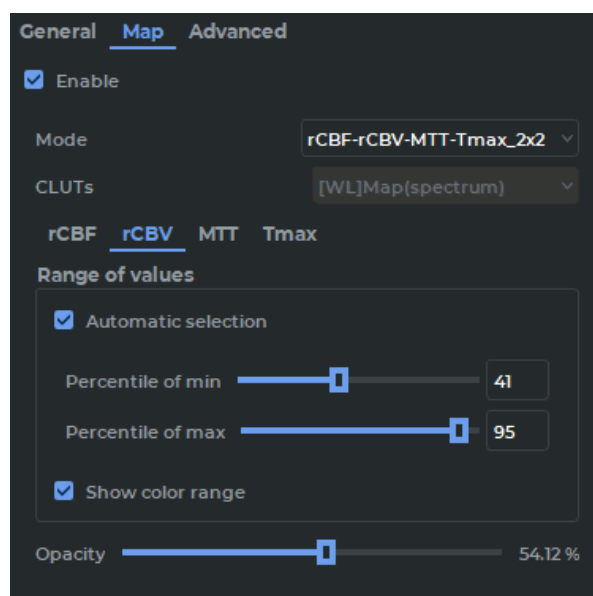 General Map Advanced
Enable
Mode rCBF-rCBV-MTT-Tmax_2x2
CLUTs [WL]Map(spectrum)
rCBF rCBV MTT Tmax
Range of values
Automatic selection
Percentile of min 41
Percentile of max 95
Show color range
Opacity 54.12 %